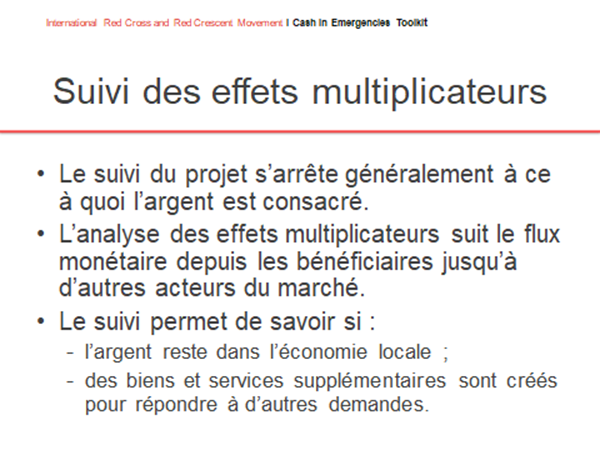 International Red Cross and Red Crescent Movement I Cash in Emergencies Toolkit
Suivi des effets multiplicateurs
• Le suivi du projet s’arrête généralement à ce
à quoi l’argent est consacré.
• L’analyse des effets multiplicateurs suit le flux
monétaire depuis les bénéficiaires jusqu’à
d’autres acteurs du marché.
• Le suivi permet de savoir si :
- l’argent reste dans l’économie locale ;
- des biens et services supplémentaires sont créés
pour répondre à d’autres demandes.